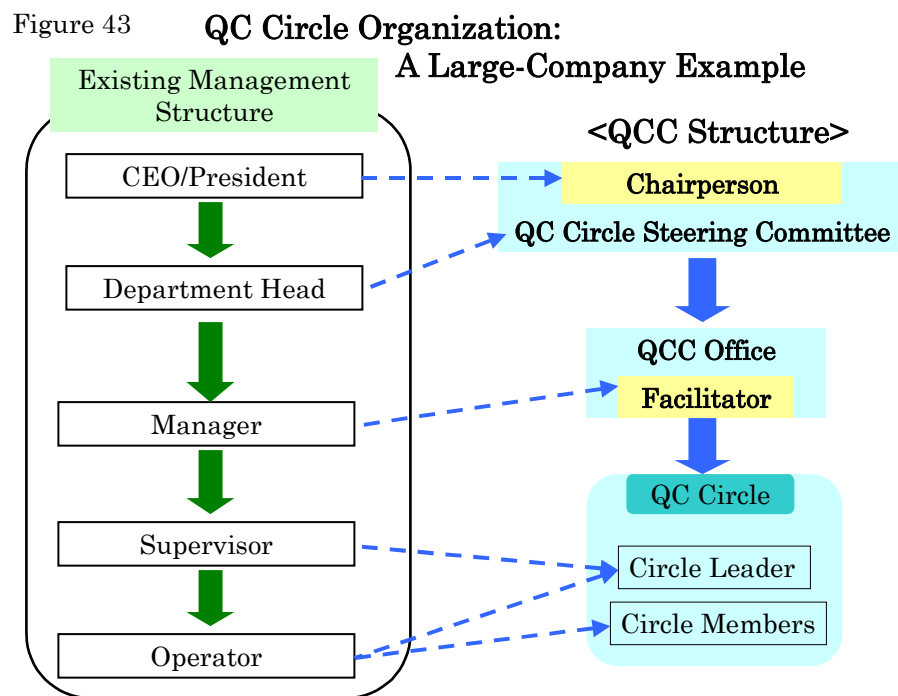 Figure 43
QC Circle Organization:
A Large-Company Example
Existing Management
Structure
CEO/President
Department Head
Manager
Supervisor
Operator
<QCC Structure>
Chairperson
QC Circle Steering Committee
QCC Office
Facilitator
QC Circle
Circle Leader
Circle Members